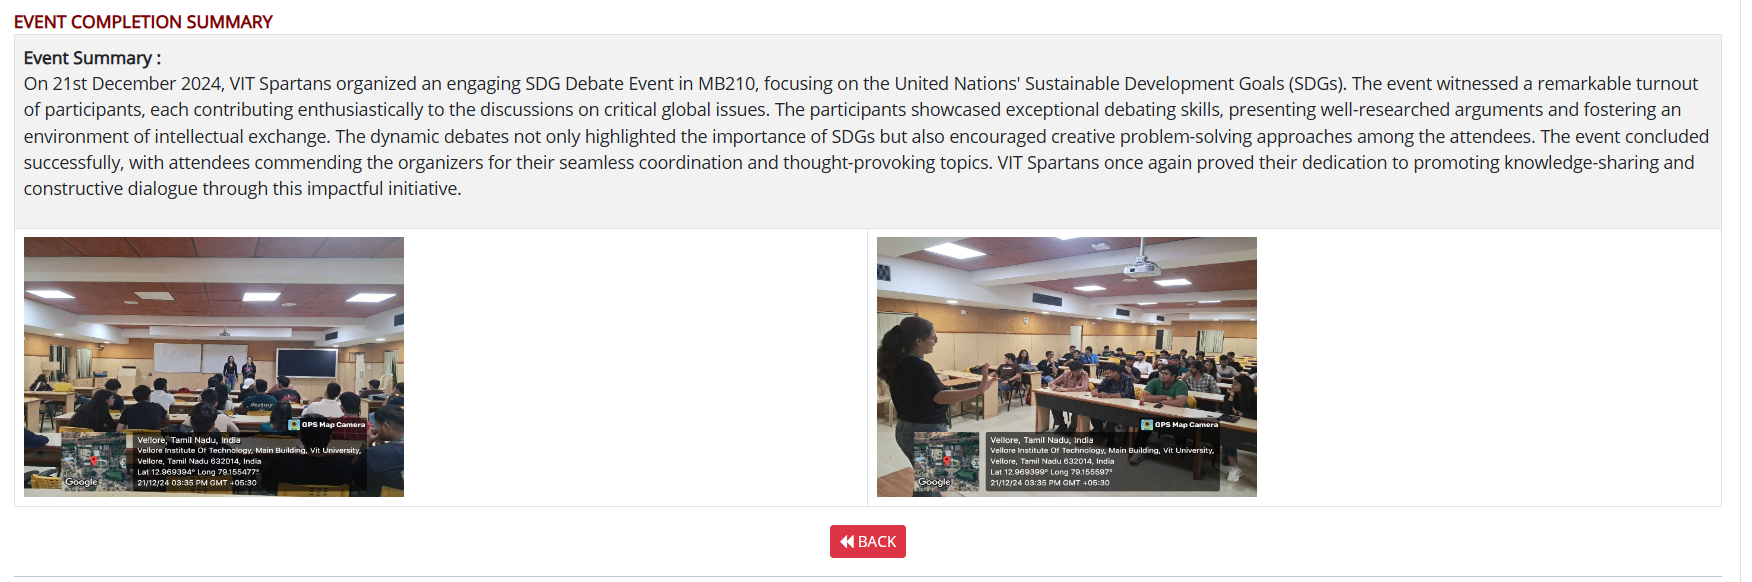 EVENT COMPLETION SUMMARY
Event Summary :
On 21st December 2024, VIT Spartans organized an engaging SDG Debate Event in MB210, focusing on the United Nations' Sustainable Development Goals (SDGs). The event witnessed a remarkable turnout
of participants, each contributing enthusiastically to the discussions on critical global issues. The participants showcased exceptional debating skills, presenting well-researched arguments and fostering an
environment of intellectual exchange. The dynamic debates not only highlighted the importance of SDGs but also encouraged creative problem-solving approaches among the attendees. The event concluded
successfully, with attendees commending the organizers for their seamless coordination and thought-provoking topics. VIT Spartans once again proved their dedication to promoting knowledge-sharing and
constructive dialogue through this impactful initiative.
destiny
GPS Map Camera
Vellore, Tamil Nadu, India
Vellore Institute Of Technology, Main Building, Vit University,
Vellore, Tamil Nadu 632014, India
Lat 12.969394° Long 79.155477°
21/12/24 03:35 PM GMT +05:30
Google
GPS Map Camera
Vellore, Tamil Nadu, India
Vellore Institute Of Technology, Main Building, Vit University,
Vellore, Tamil Nadu 632014, India
Lat 12.969399° Long 79.155597°
21/12/24 03:35 PM GMT +05:30
Google
BACK